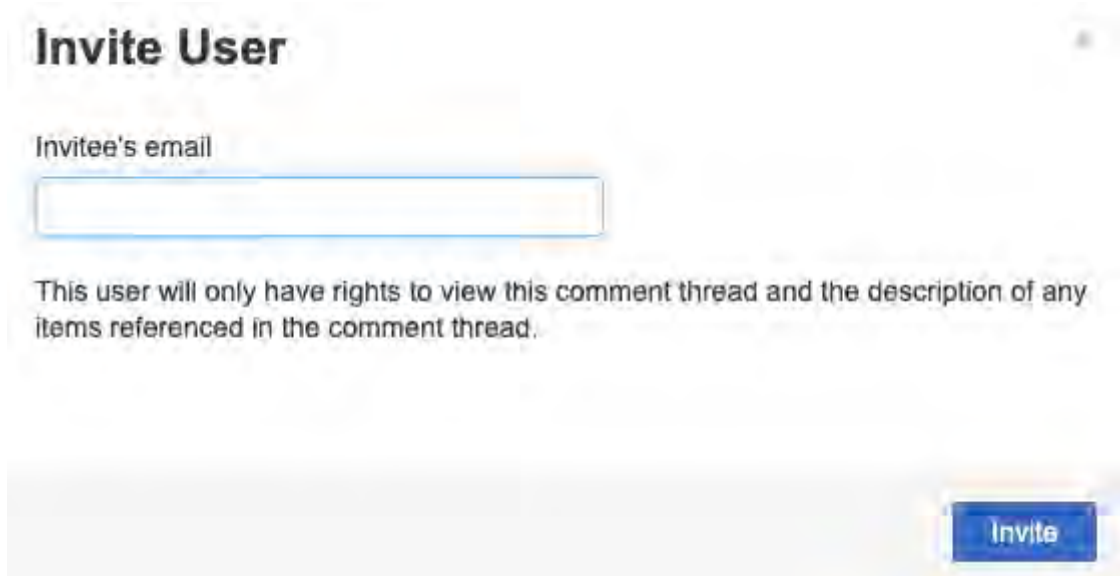 Invite User
Invitee's email
This user will only have rights to view this comment thread and the description of any
items referenced in the comment thread.
Invite